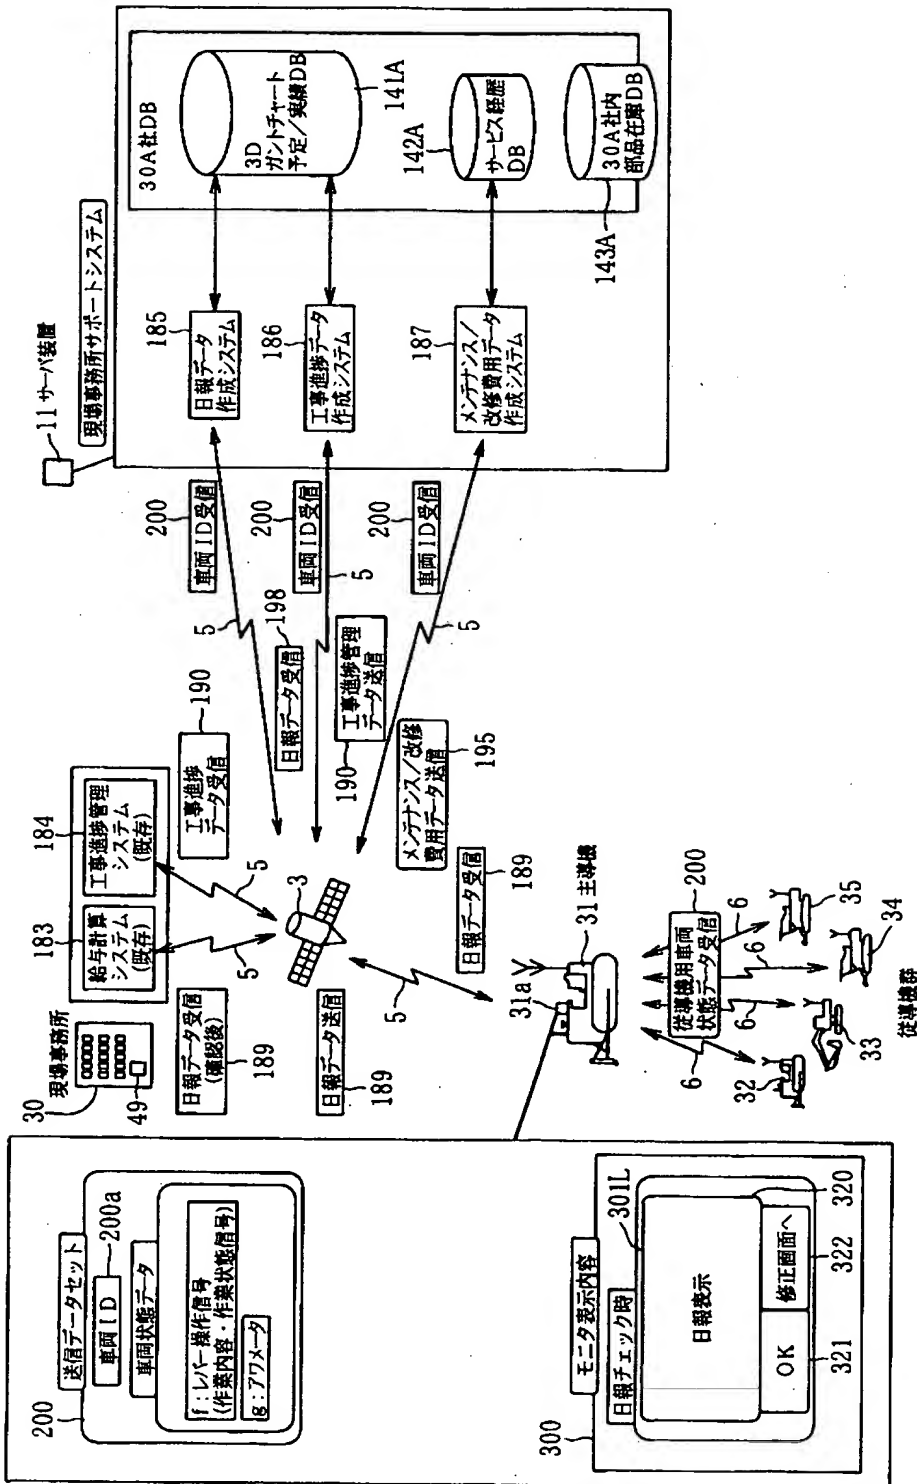 送信データセット
200
車両ID
200a
車両状態データ
f:レバー操作信号
(作業内容・作業状態信号)
g:アワメータ
モニタ表示内容
300
日報チェック時
301L
日報表示
320
OK
修正画面へ
321
322
現場事務所
30
49
183
給与計算
システム
(既存)
184
工事進捗管理
システム
(既存)
日報データ受信
(確認後)
189
工事進捗
データ受信
190
日報データ送信
189
5
5
3
5
31a
31 主導機
日報データ受信
189
従導機用車両
状態データ受信
200
6
6
6
6
32
33
34
35
従導機群
日報データ受信
198
工事進捗管理
データ送信
190
メンテナンス/改修
費用データ送信
195
5
5
5
200
車両ID受信
200
車両ID受信
200
車両ID受信
11 サーバ装置
現場事務所サポートシステム
185
日報データ
作成システム
186
工事進捗データ
作成システム
187
メンテナンス/
改修費用データ
作成システム
30A社DB
3D
ガントチャート
予定/実績DB
141A
142A
サービス経歴
DB
30A社内
部品在庫DB
143A